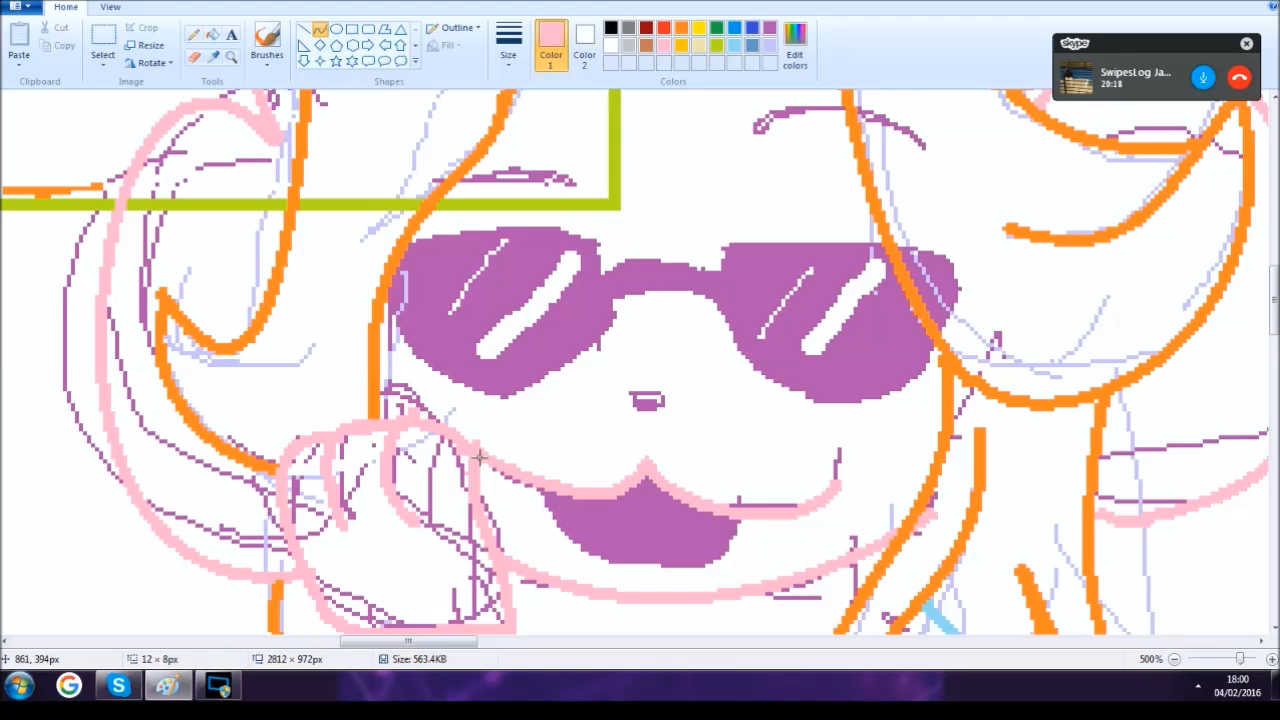 Home View
Paste
Cut
Copy
Clipboard
Select
Crop
Resize
Rotate
Image
A
Tools
Brushes
Shapes
Outline
Fill
Size
Color 1
Color 2
Colors
Edit colors
skype
SwipesLog Ja...
20:18
861, 394px
12 × 8px
2812 × 972px
Size: 563.4KB
500%
18:00
04/02/2016